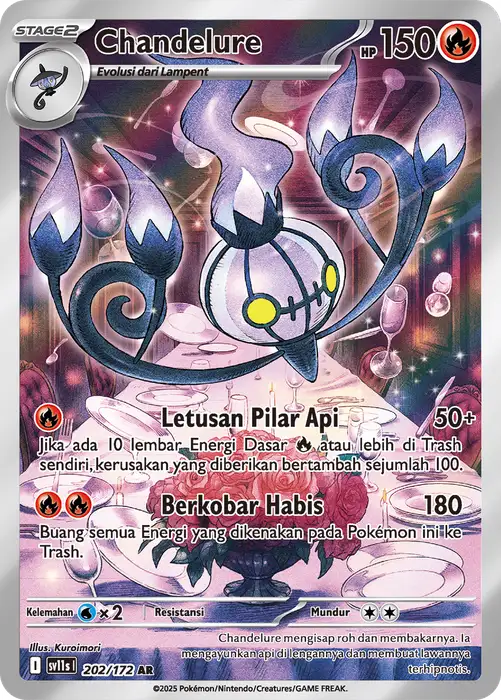 STAGE2 Chandelure HP 150
Evolusi dari Lampent
Letusan Pilar Api 50+
Jika ada 10 lembar Energi Dasar atau lebih di Trash
sendiri, kerusakan yang diberikan bertambah sejumlah 100.
Berkobar Habis 180
Buang semua Energi yang dikenakan pada Pokémon ini ke
Trash.
Kelemahan ×2 Resistansi Mundur
Illus. Kuroimori
I sv11s I 202/172 AR
Chandelure mengisap roh dan membakarnya. Ia
mengayunkan api di lengannya dan membuat lawannya
terhipnotis.
©2025 Pokémon/Nintendo/Creatures/GAME FREAK.